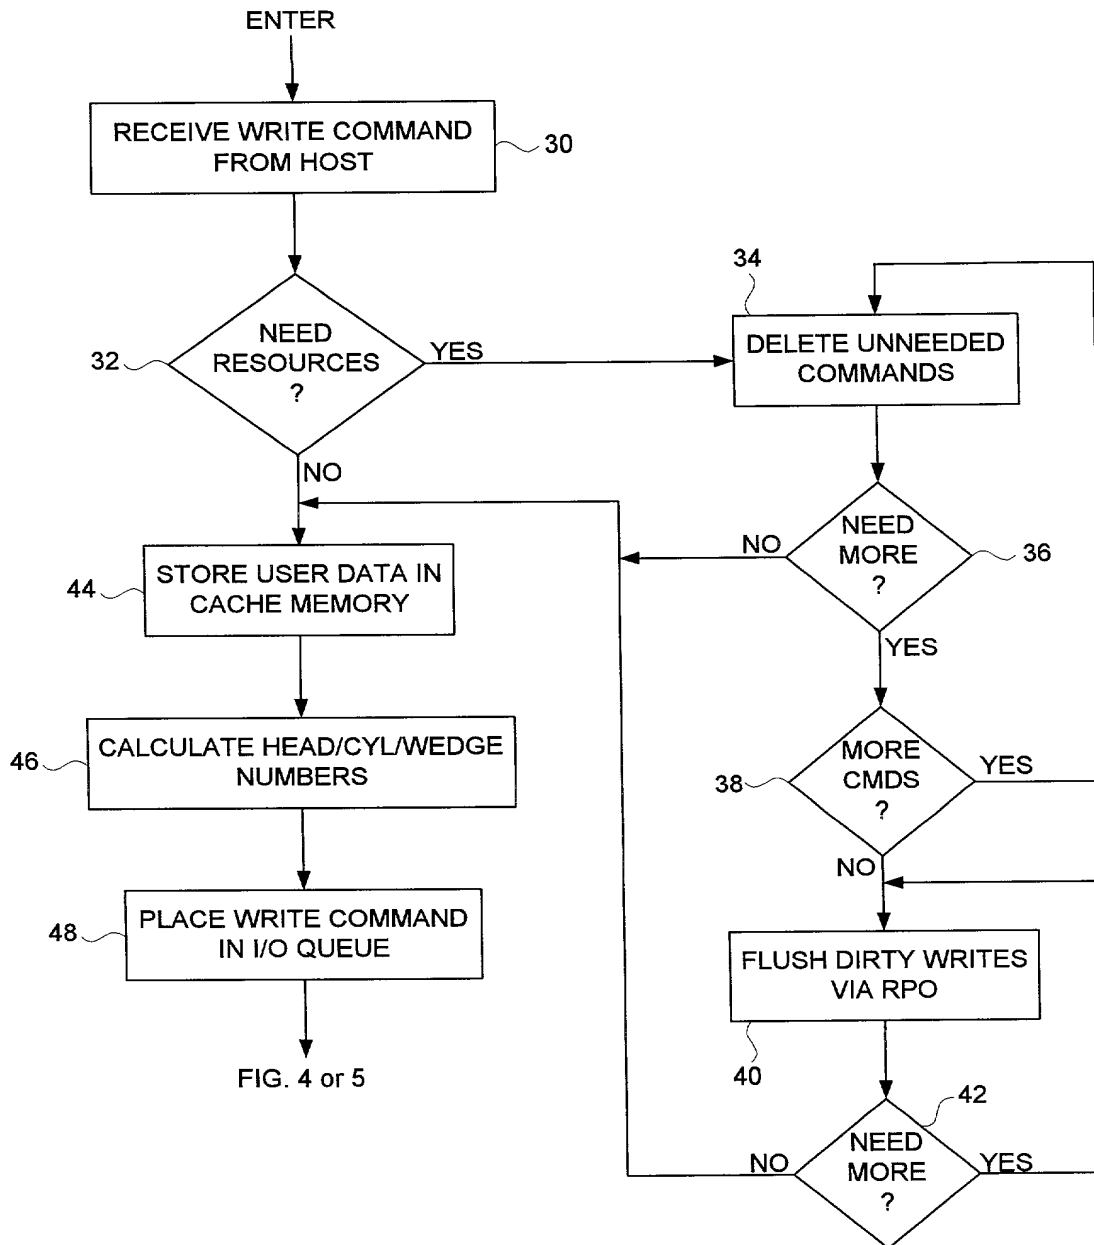 ENTER
RECEIVE WRITE COMMAND
FROM HOST
30
NEED
RESOURCES
?
32
YES
NO
34
DELETE UNNEEDED
COMMANDS
NEED
MORE
?
36
NO
YES
MORE
CMDS
?
38
YES
NO
FLUSH DIRTY WRITES
VIA RPO
40
42
NEED
MORE
?
NO
YES
44
STORE USER DATA IN
CACHE MEMORY
46
CALCULATE HEAD/CYL/WEDGE
NUMBERS
48
PLACE WRITE COMMAND
IN I/O QUEUE
FIG. 4 or 5